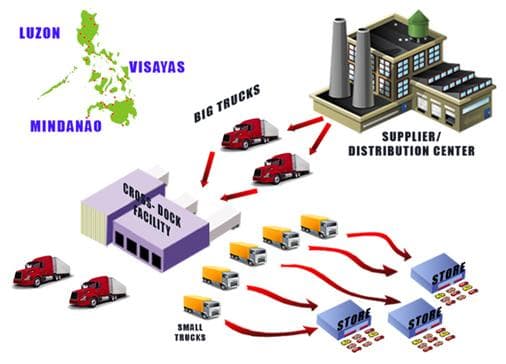 LUZON
VISAYAS
MINDANAO
BIG TRUCKS
SUPPLIER/
DISTRIBUTION CENTER
CROSS- DOCK
FACILITY
STORE
STORE
STORE
SMALL
TRUCKS